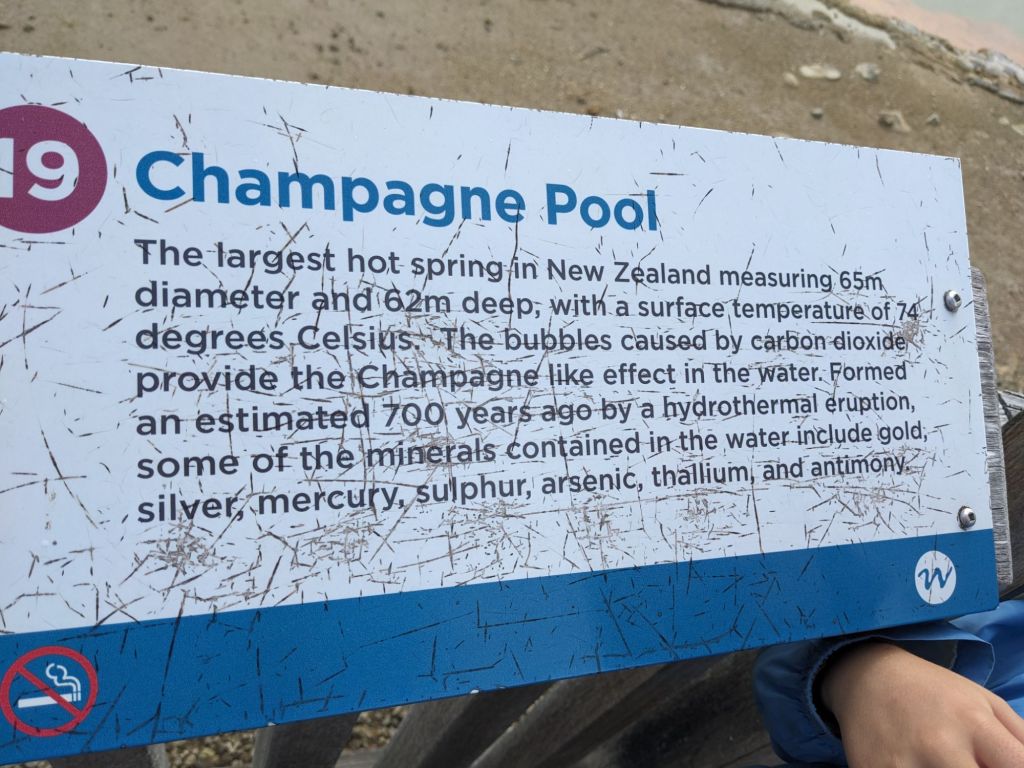 19
Champagne Pool
The largest hot spring in New Zealand measuring 65m
diameter and 62m deep, with a surface temperature of 74
degrees Celsius. The bubbles caused by carbon dioxide
provide the Champagne like effect in the water. Formed
an estimated 700 years ago by a hydrothermal eruption,
some of the minerals contained in the water include gold,
silver, mercury, sulphur, arsenic, thallium, and antimony.
w